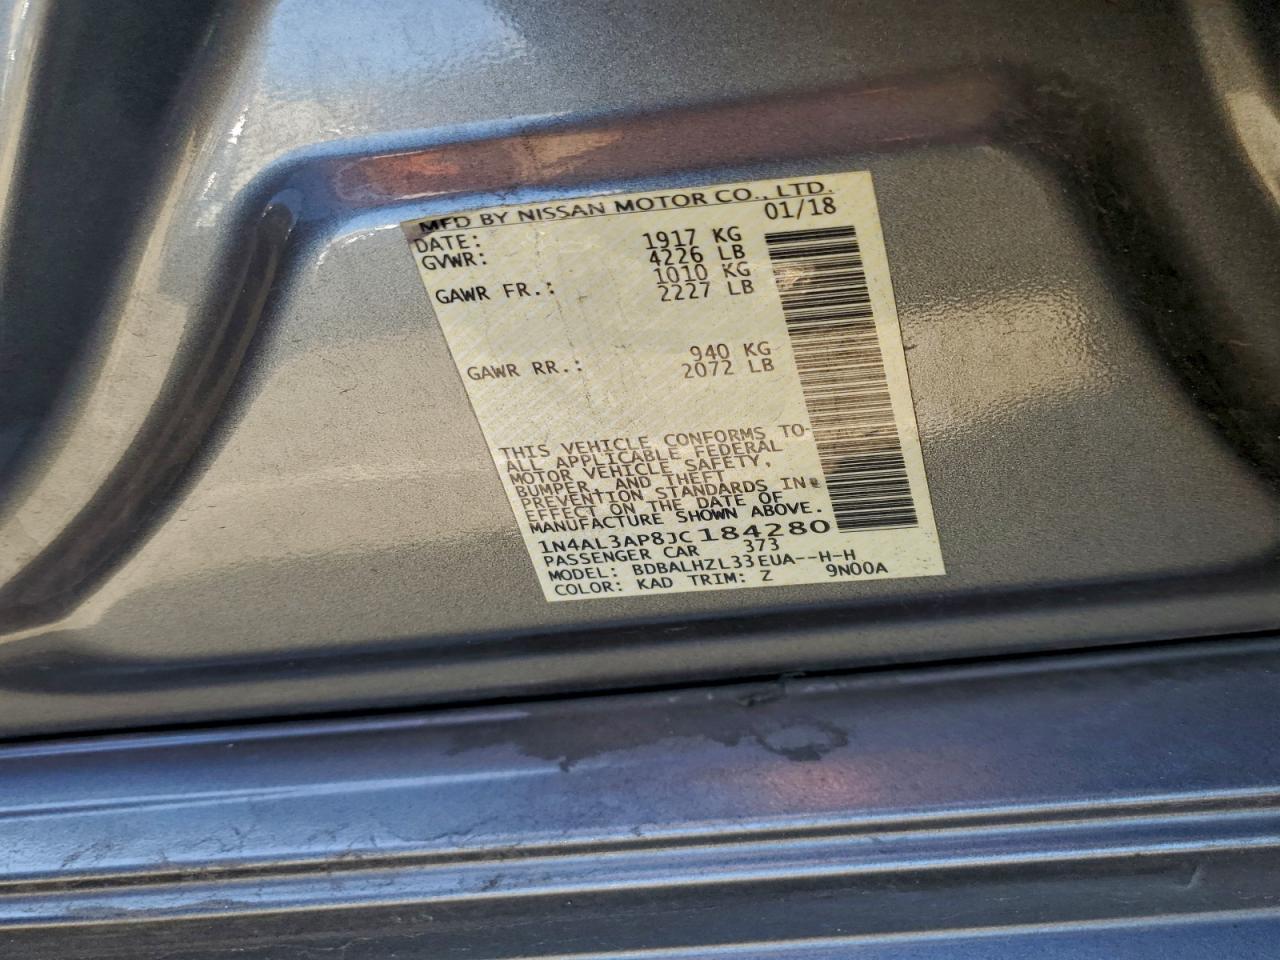 MFD BY NISSAN MOTOR CO., LTD.
DATE: 01/18
GVWR: 1917 KG
4226 LB
GAWR FR.: 1010 KG
2227 LB
GAWR RR.: 940 KG
2072 LB
THIS VEHICLE CONFORMS TO
ALL APPLICABLE FEDERAL
MOTOR VEHICLE SAFETY,
BUMPER, AND THEFT
PREVENTION STANDARDS IN
EFFECT ON THE DATE OF
MANUFACTURE SHOWN ABOVE.
1N4AL3AP8JC184280
PASSENGER CAR 373
MODEL: BDBALHZL33EUA--H-H
COLOR: KAD TRIM: Z 9N00A